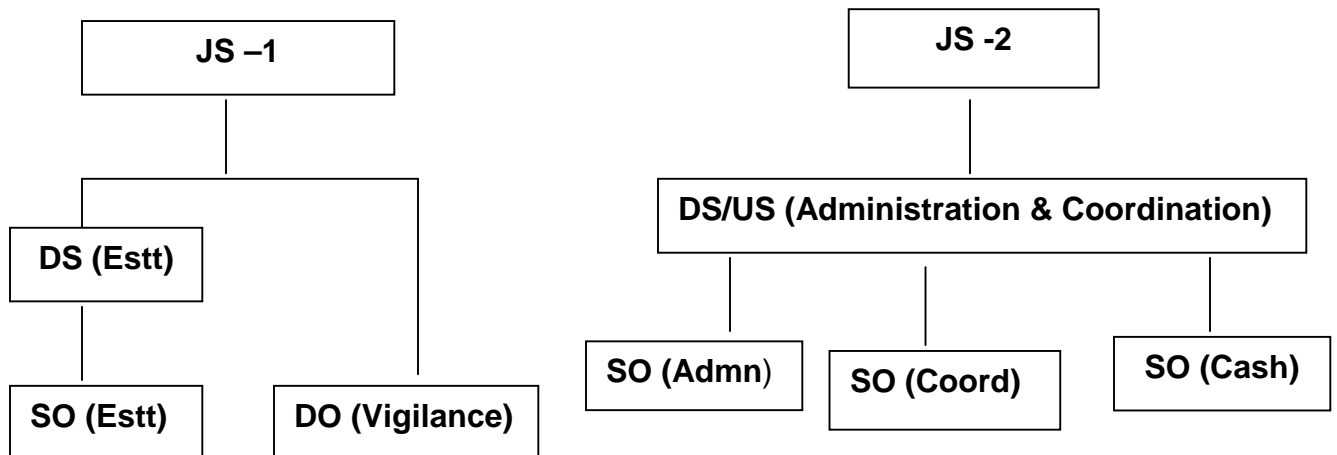 JS –1
JS -2
DS/US (Administration & Coordination)
DS (Estt)
SO (Admn)
SO (Coord)
SO (Cash)
SO (Estt)
DO (Vigilance)